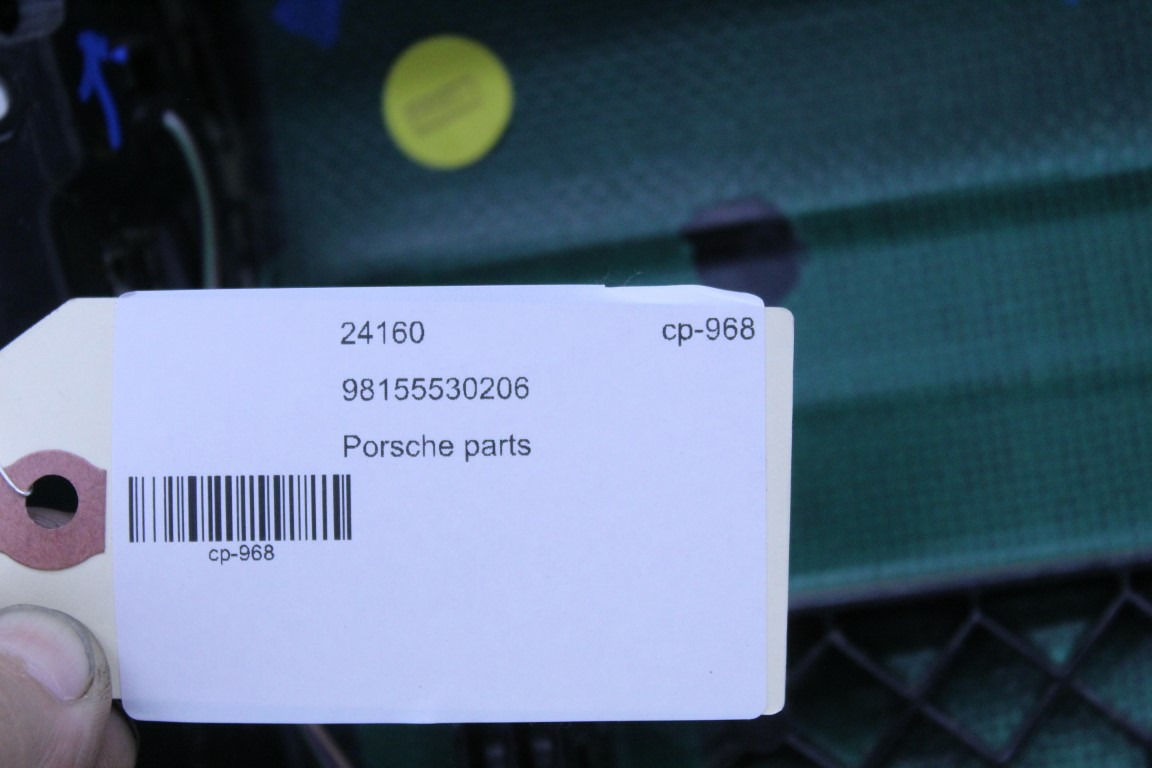 24160 cp-968
98155530206
Porsche parts
cp-968